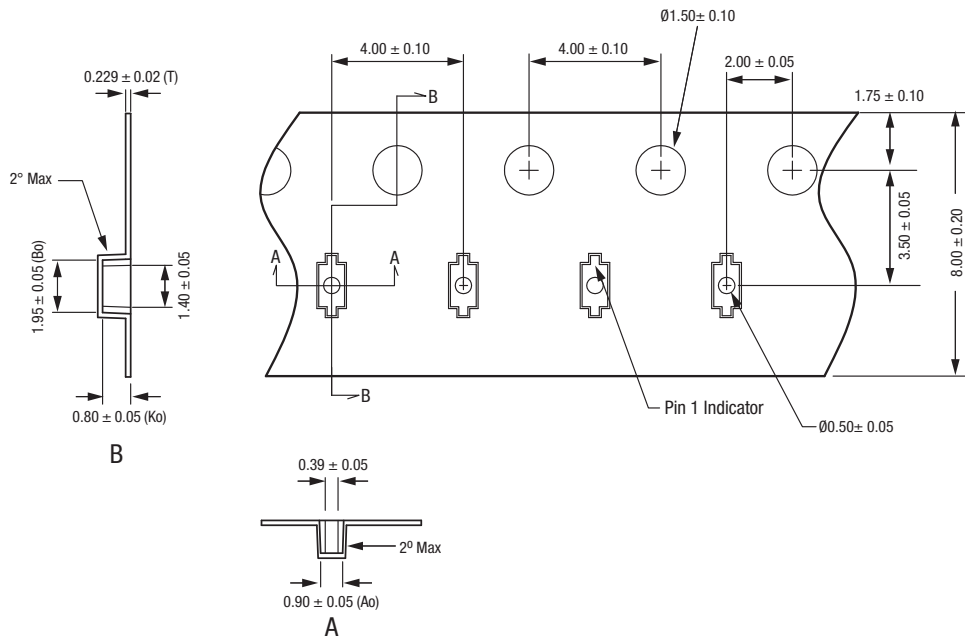 Ø1.50± 0.10
4.00 ± 0.10
4.00 ± 0.10
2.00 ± 0.05
0.229 ± 0.02 (T)
B
1.75 ± 0.10
2° Max
3.50 ± 0.05
8.00 ± 0.20
A
A
1.95 ± 0.05 (Bo)
1.40 ± 0.05
B
Pin 1 Indicator
0.80 ± 0.05 (Ko)
Ø0.50± 0.05
B
0.39 ± 0.05
2º Max
0.90 ± 0.05 (Ao)
A